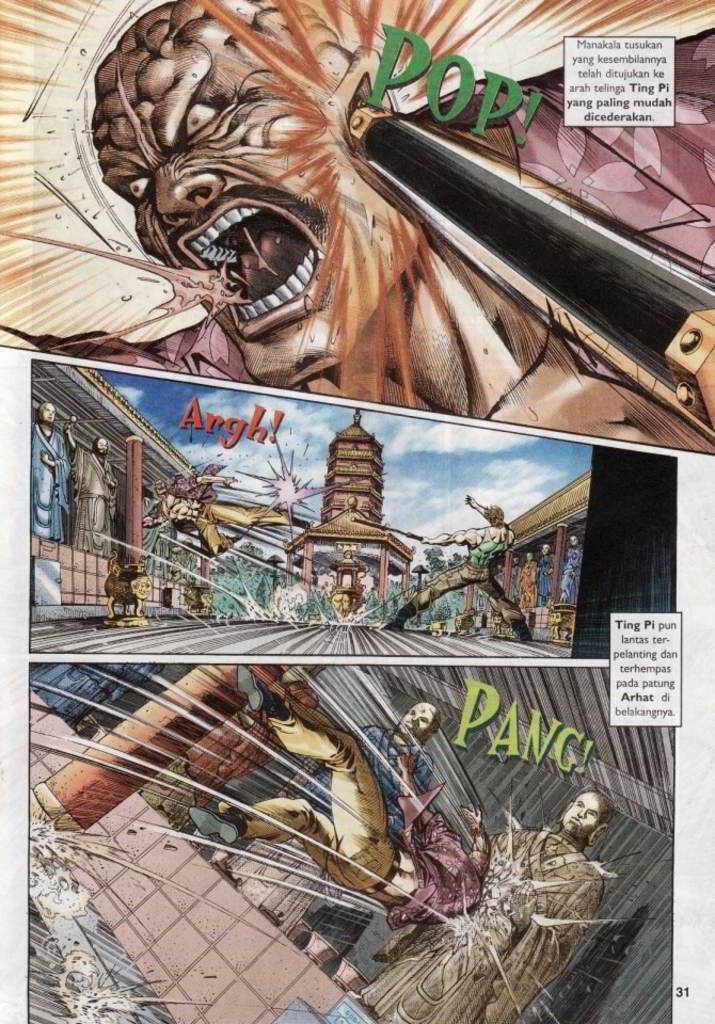 POP!
Manakala tusukan
yang kesembilannya
telah ditujukan ke
arah telinga Ting Pi
yang paling mudah
dicederakan.
Argh!
Ting Pi pun
lantas ter-
pelanting dan
terhempas
pada patung
Arhat di
belakangnya.
PANG!
31